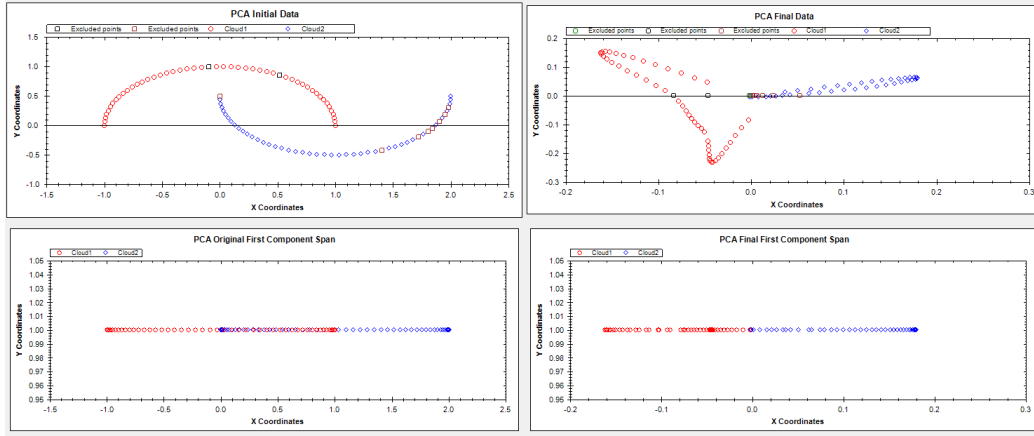 PCA Initial Data
Excluded points Excluded points Cloud1 Cloud2
Y Coordinates
1.5
1.0
0.5
0.0
-0.5
-1.0
-1.5 -1.0 -0.5 0.0 0.5 1.0 1.5 2.0 2.5
X Coordinates
PCA Final Data
Excluded points Excluded points Excluded points Cloud1 Cloud2
Y Coordinates
0.2
0.1
0.0
-0.1
-0.2
-0.3
-0.2 -0.1 0.0 0.1 0.2 0.3
X Coordinates
PCA Original First Component Span
Cloud1 Cloud2
Y Coordinates
1.05
1.04
1.03
1.02
1.01
1.00
0.99
0.98
0.97
0.96
0.95
-1.5 -1.0 -0.5 0.0 0.5 1.0 1.5 2.0 2.5
X Coordinates
PCA Final First Component Span
Cloud1 Cloud2
Y Coordinates
1.05
1.04
1.03
1.02
1.01
1.00
0.99
0.98
0.97
0.96
0.95
-0.2 -0.1 0.0 0.1 0.2 0.3
X Coordinates